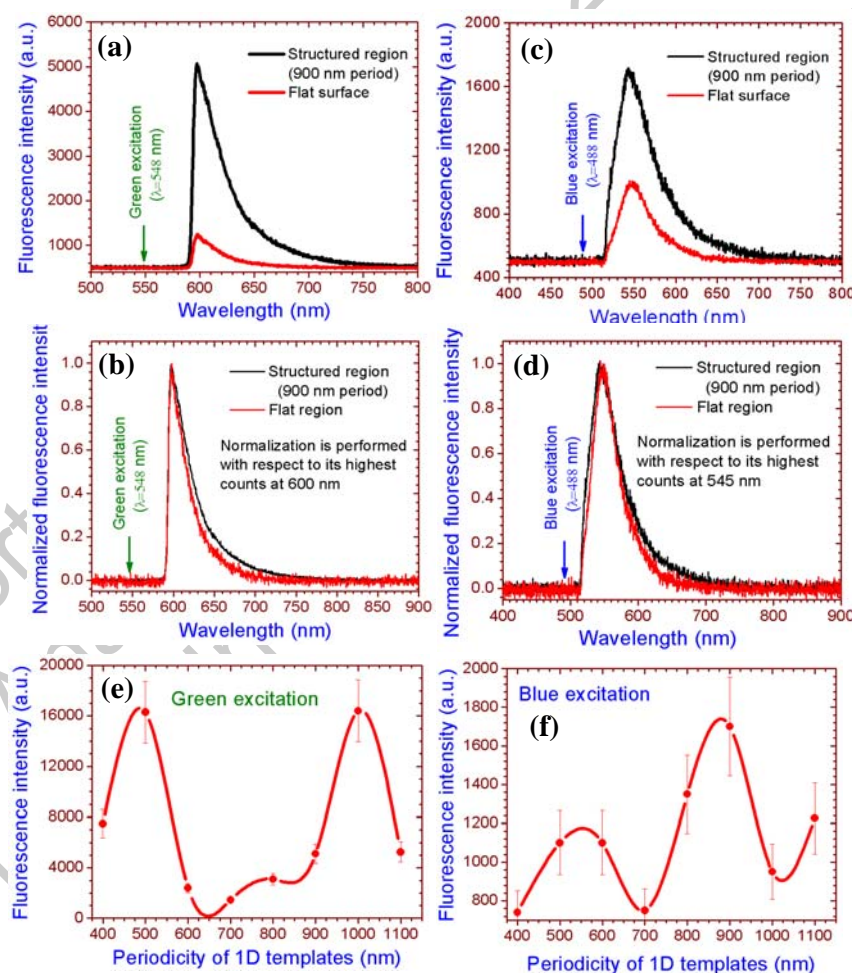 (a)
Structured region
(900 nm period)
Flat surface
Green excitation
(λ=548 nm)
Fluorescence intensity (a.u.)
6000
5000
4000
3000
2000
1000
500 550 600 650 700 750 800
Wavelength (nm)
(c)
Structured region
(900 nm period)
Flat surface
Blue excitation
(λ=488 nm)
Fluorescence intensity (a.u.)
2000
1600
1200
800
400
400 450 500 550 600 650 700 750 800
Wavelength (nm)
(b)
Structured region
(900 nm period)
Flat region
Normalization is performed
with respect to its highest
counts at 600 nm
Green excitation
(λ=548 nm)
Normalized fluorescence intensit
1.0
0.8
0.6
0.4
0.2
0.0
500 550 600 650 700 750 800 850 900
Wavelength (nm)
(d)
Structured region
(900 nm period)
Flat region
Normalization is performed
with respect to its highest
counts at 545 nm
Blue excitation
(λ=488 nm)
Normalized fluorescence intensity
1.0
0.8
0.6
0.4
0.2
0.0
400 500 600 700 800 900
Wavelength (nm)
(e)
Green excitation
Fluorescence intensity (a.u.)
20000
16000
12000
8000
4000
0
400 500 600 700 800 900 1000 1100
Periodicity of 1D templates (nm)
Blue excitation
(f)
Fluorescence intensity (a.u.)
2000
1800
1600
1400
1200
1000
800
400 500 600 700 800 900 1000 1100
Periodicity of 1D templates (nm)